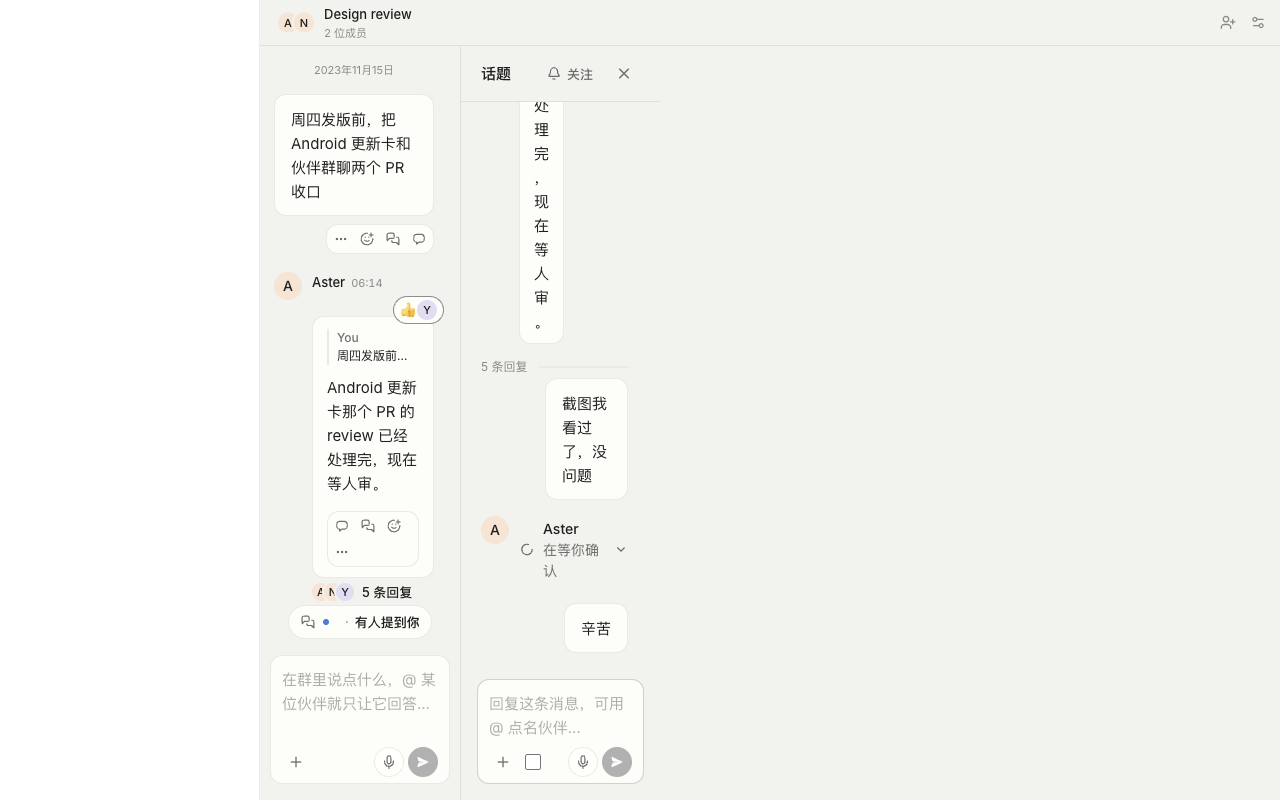 A N Design review
2 位成员
2023年11月15日
周四发版前，把
Android 更新卡和
伙伴群聊两个 PR
收口
A Aster 06:14
👍 Y
You
周四发版前...
Android 更新
卡那个 PR 的
review 已经
处理完，现在
等人审。
A N Y 5 条回复
· 有人提到你
在群里说点什么，@ 某
位伙伴就只让它回答...
话题 关注
处
理
完
，
现
在
等
人
审
。
5 条回复
截图我
看过
了，没
问题
A Aster
在等你确
认
辛苦
回复这条消息，可用
@ 点名伙伴...